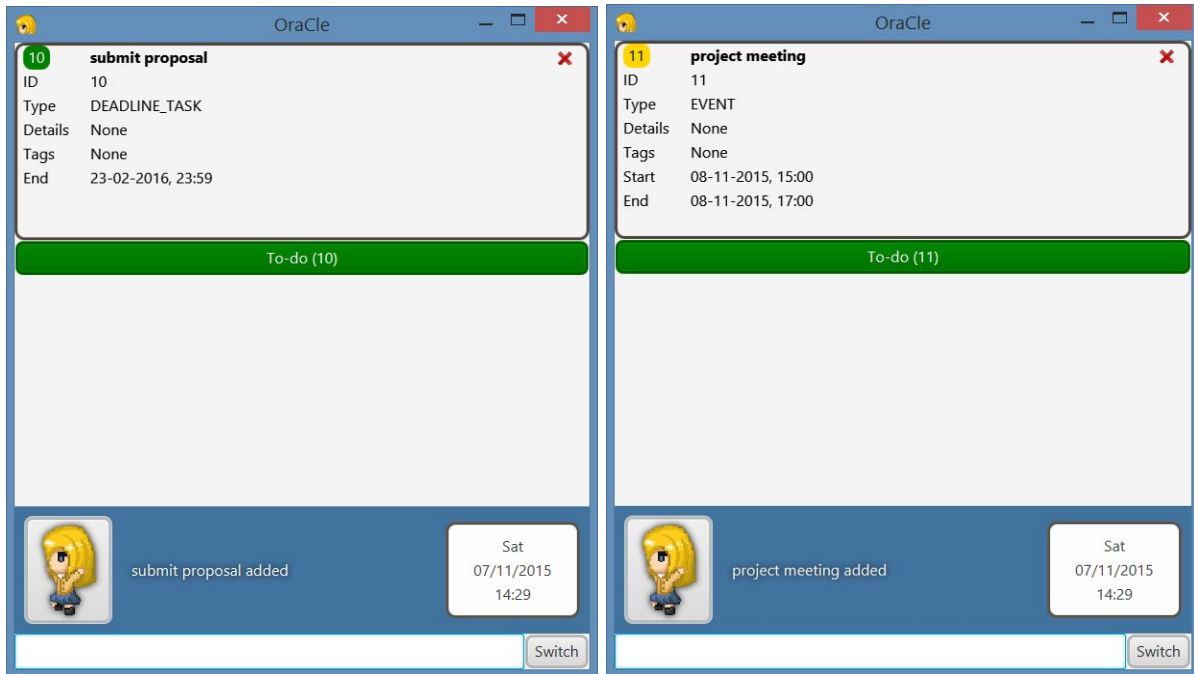 OraCle
10 submit proposal
ID 10
Type DEADLINE_TASK
Details None
Tags None
End 23-02-2016, 23:59
To-do (10)
submit proposal added
Sat
07/11/2015
14:29
Switch
OraCle
11 project meeting
ID 11
Type EVENT
Details None
Tags None
Start 08-11-2015, 15:00
End 08-11-2015, 17:00
To-do (11)
project meeting added
Sat
07/11/2015
14:29
Switch